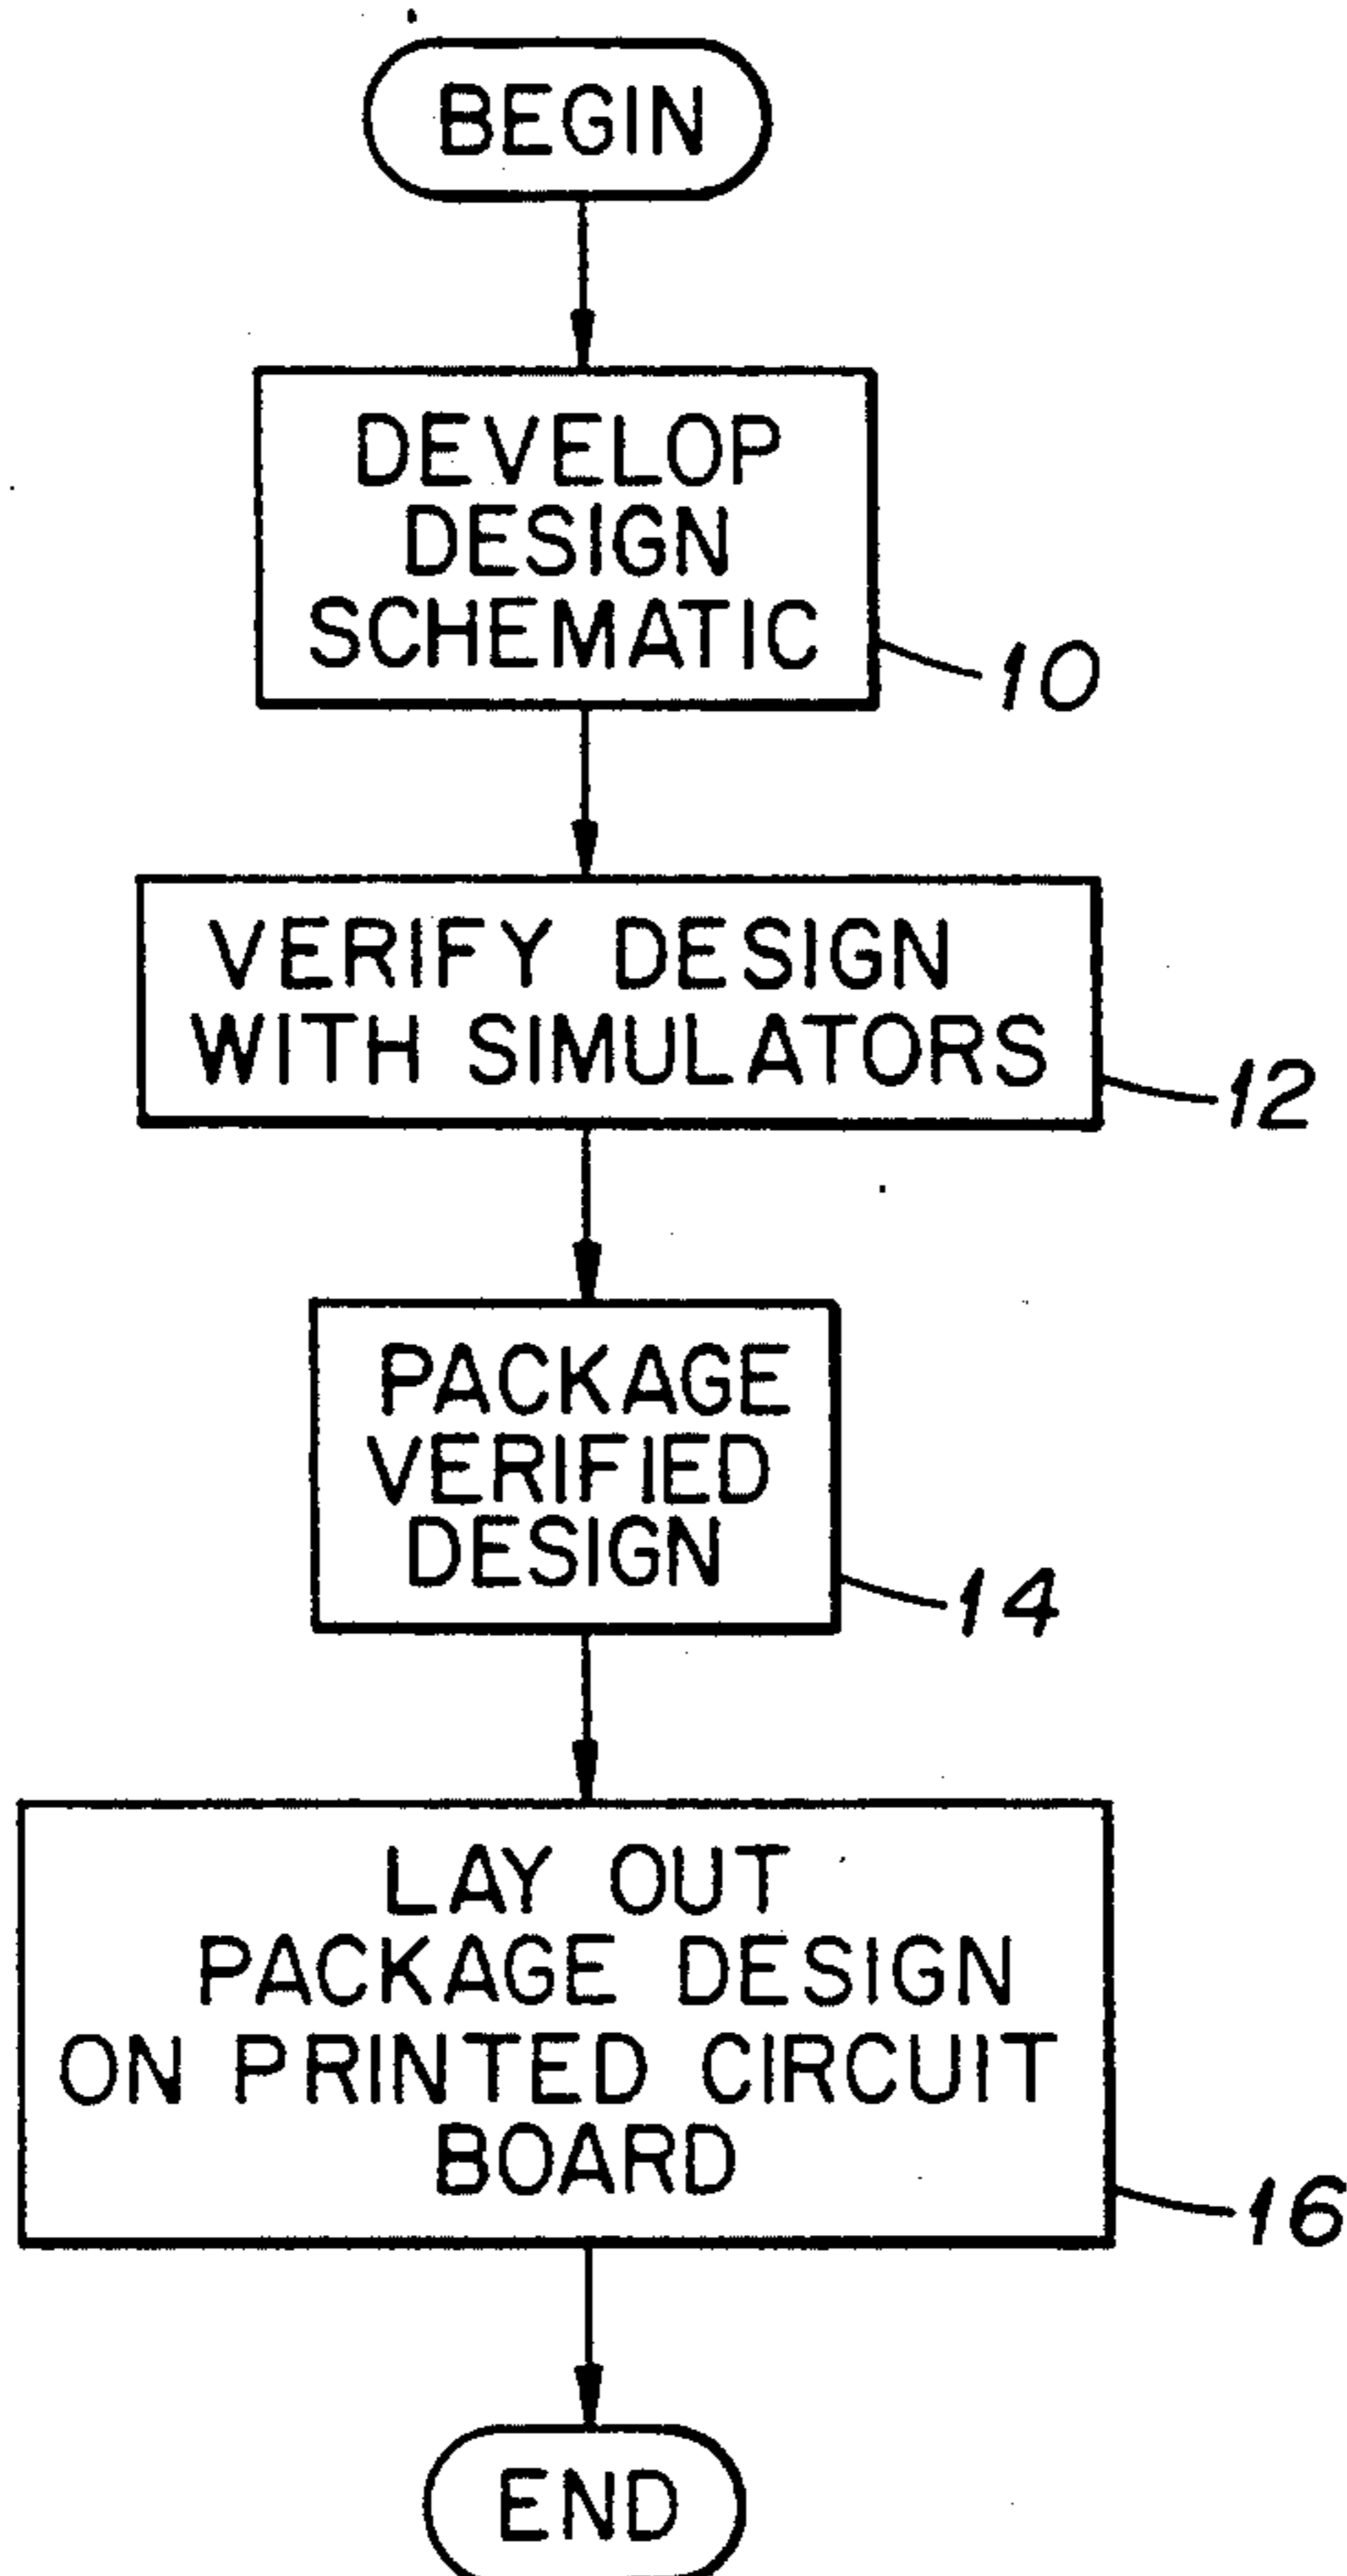 BEGIN
DEVELOP
DESIGN
SCHEMATIC
10
VERIFY DESIGN
WITH SIMULATORS
12
PACKAGE
VERIFIED
DESIGN
14
LAY OUT
PACKAGE DESIGN
ON PRINTED CIRCUIT
BOARD
16
END